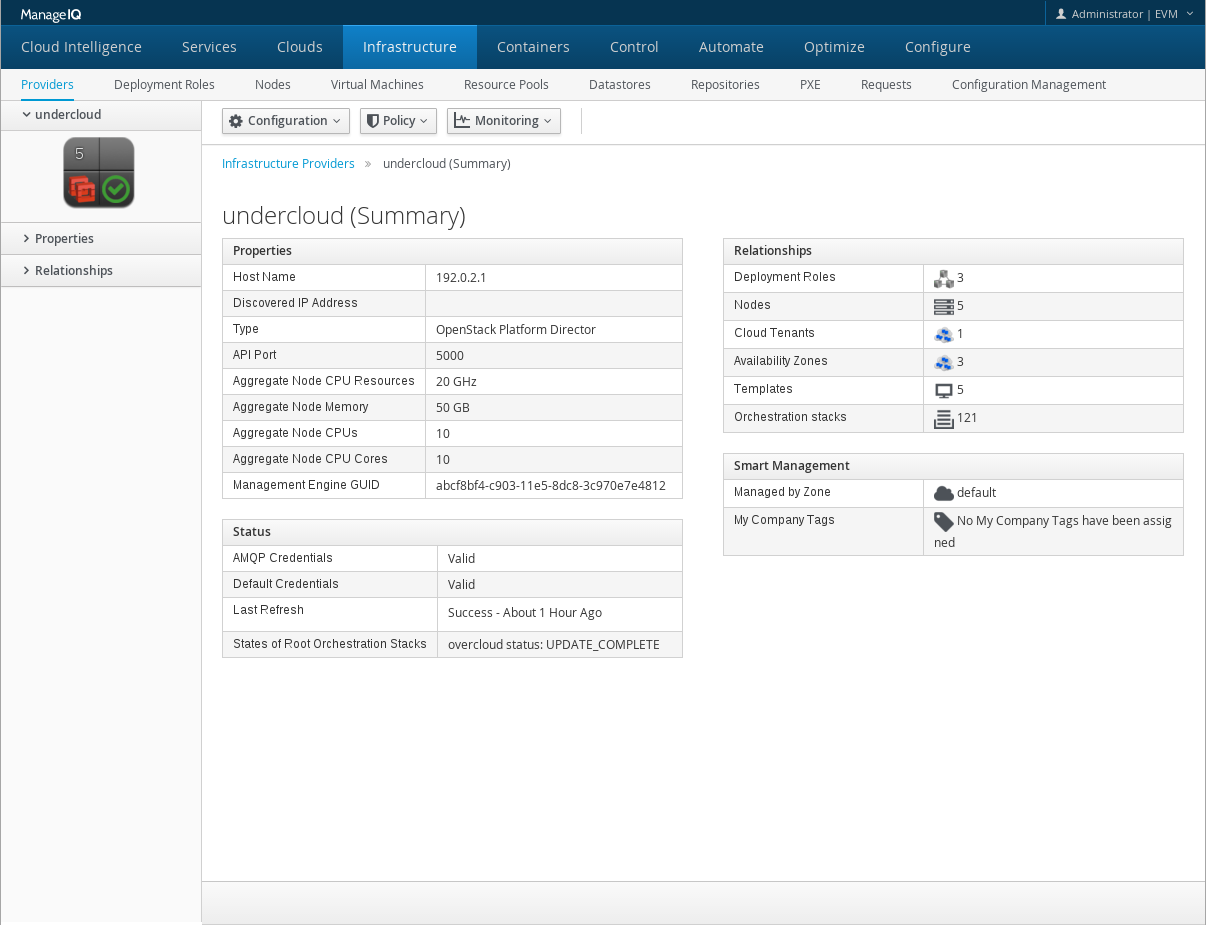 ManageIQ
Administrator | EVM
Cloud Intelligence Services Clouds Infrastructure Containers Control Automate Optimize Configure
Providers Deployment Roles Nodes Virtual Machines Resource Pools Datastores Repositories PXE Requests Configuration Management
undercloud
5
Properties
Relationships
Configuration Policy Monitoring
Infrastructure Providers » undercloud (Summary)
undercloud (Summary)
Properties
Host Name 192.0.2.1
Discovered IP Address
Type OpenStack Platform Director
API Port 5000
Aggregate Node CPU Resources 20 GHz
Aggregate Node Memory 50 GB
Aggregate Node CPUs 10
Aggregate Node CPU Cores 10
Management Engine GUID abcf8bf4-c903-11e5-8dc8-3c970e7e4812
Status
AMQP Credentials Valid
Default Credentials Valid
Last Refresh Success - About 1 Hour Ago
States of Root Orchestration Stacks overcloud status: UPDATE_COMPLETE
Relationships
Deployment Roles 3
Nodes 5
Cloud Tenants 1
Availability Zones 3
Templates 5
Orchestration stacks 121
Smart Management
Managed by Zone default
My Company Tags No My Company Tags have been assig
ned